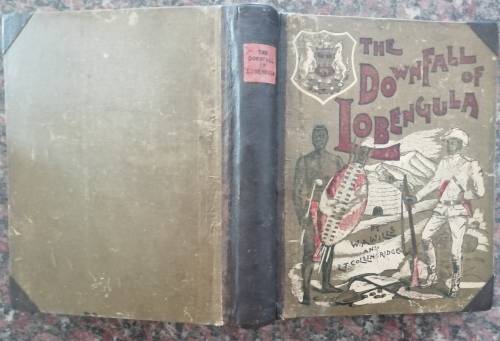 THE
DOWNFALL
OF
LOBENGULA
THE
DOWNFALL
OF
LOBENGULA
BY
W.A. WILLS
AND
L.T. COLLINGRIDGE